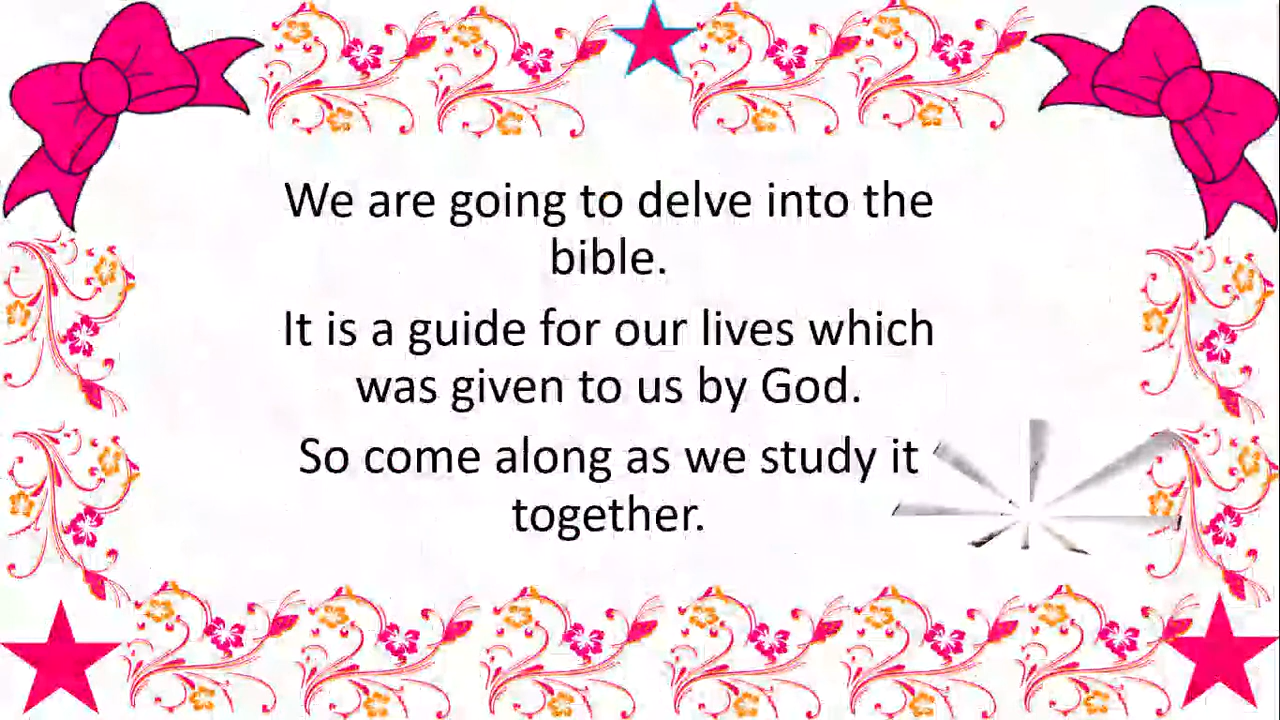 We are going to delve into the
bible.
It is a guide for our lives which
was given to us by God.
So come along as we study it
together.